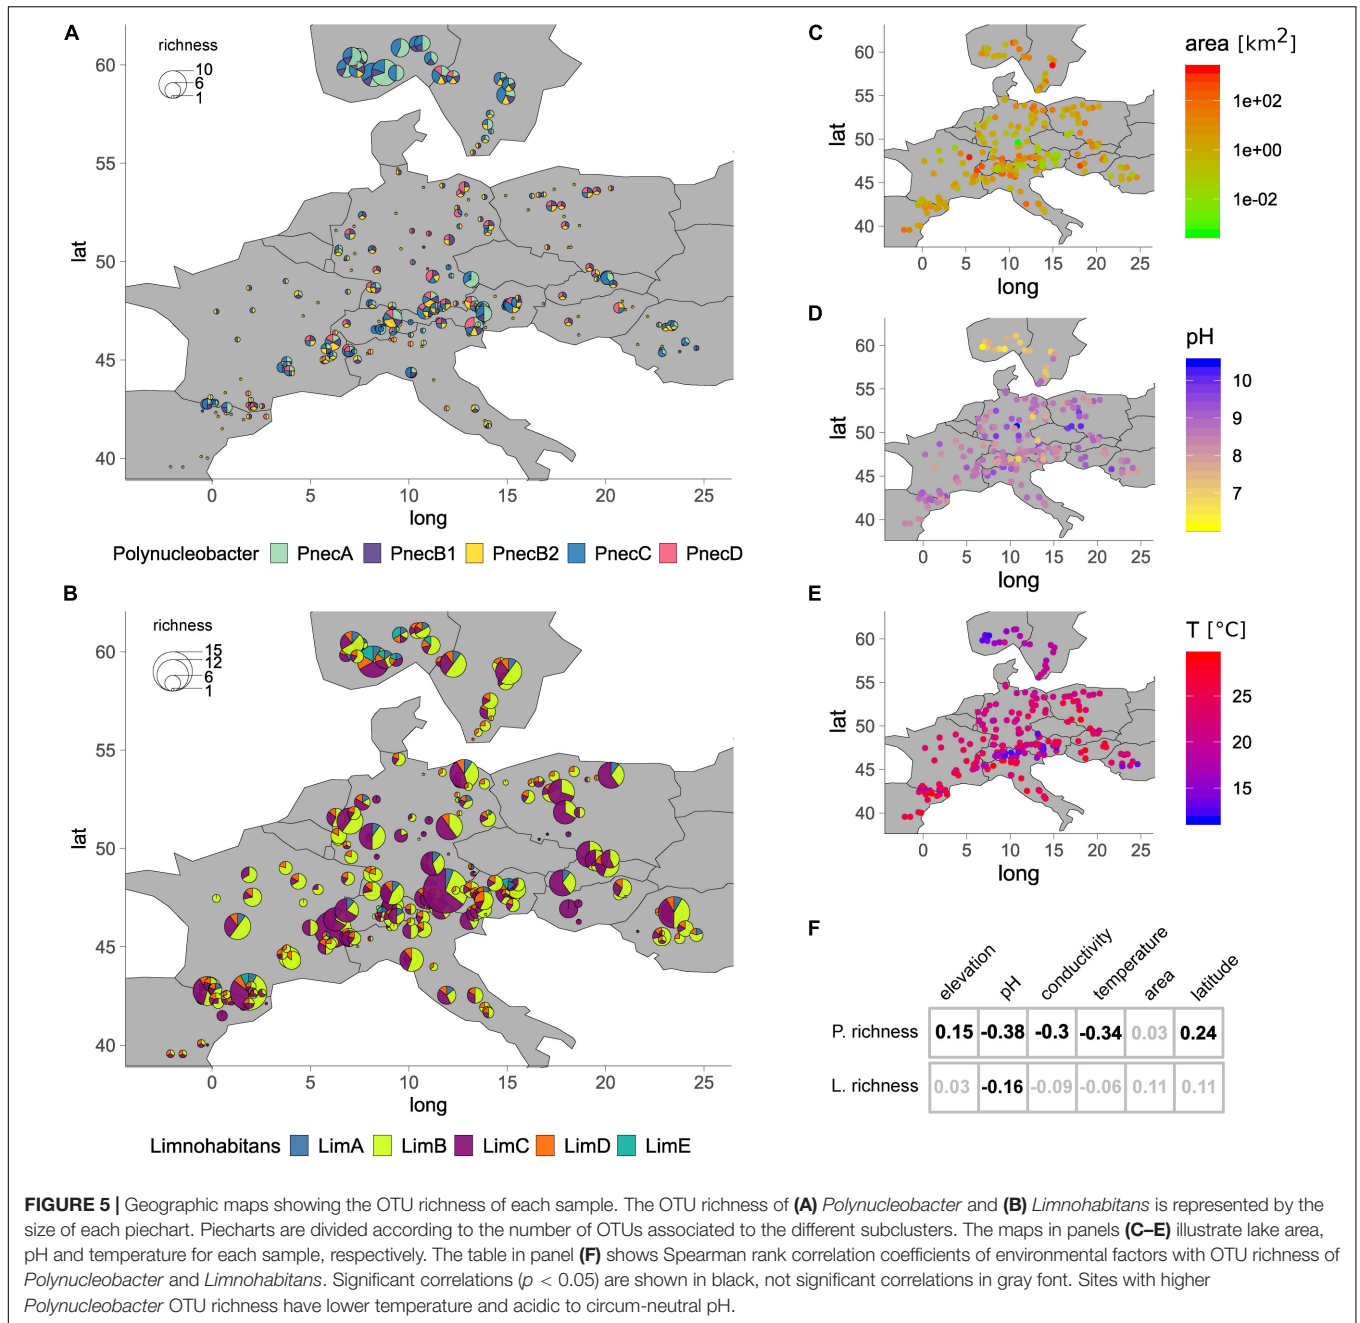 A
richness
10
6
1
60
55
50
45
40
lat
0 5 10 15 20 25
long
Polynucleobacter PnecA PnecB1 PnecB2 PnecC PnecD
B
richness
15
12
6
1
60
55
50
45
40
lat
0 5 10 15 20 25
long
Limnohabitans LimA LimB LimC LimD LimE
C
60
55
50
45
40
lat
0 5 10 15 20 25
long
area [km²]
1e+02
1e+00
1e-02
D
60
55
50
45
40
lat
0 5 10 15 20 25
long
pH
10
9
8
7
E
60
55
50
45
40
lat
0 5 10 15 20 25
long
T [°C]
25
20
15
F
elevation pH conductivity temperature area latitude
P. richness 0.15 -0.38 -0.3 -0.34 0.03 0.24
L. richness 0.03 -0.16 -0.09 -0.06 0.11 0.11
FIGURE 5 | Geographic maps showing the OTU richness of each sample. The OTU richness of (A) Polynucleobacter and (B) Limnohabitans is represented by the
size of each piechart. Piecharts are divided according to the number of OTUs associated to the different subclusters. The maps in panels (C–E) illustrate lake area,
pH and temperature for each sample, respectively. The table in panel (F) shows Spearman rank correlation coefficients of environmental factors with OTU richness of
Polynucleobacter and Limnohabitans. Significant correlations (p < 0.05) are shown in black, not significant correlations in gray font. Sites with higher
Polynucleobacter OTU richness have lower temperature and acidic to circum-neutral pH.